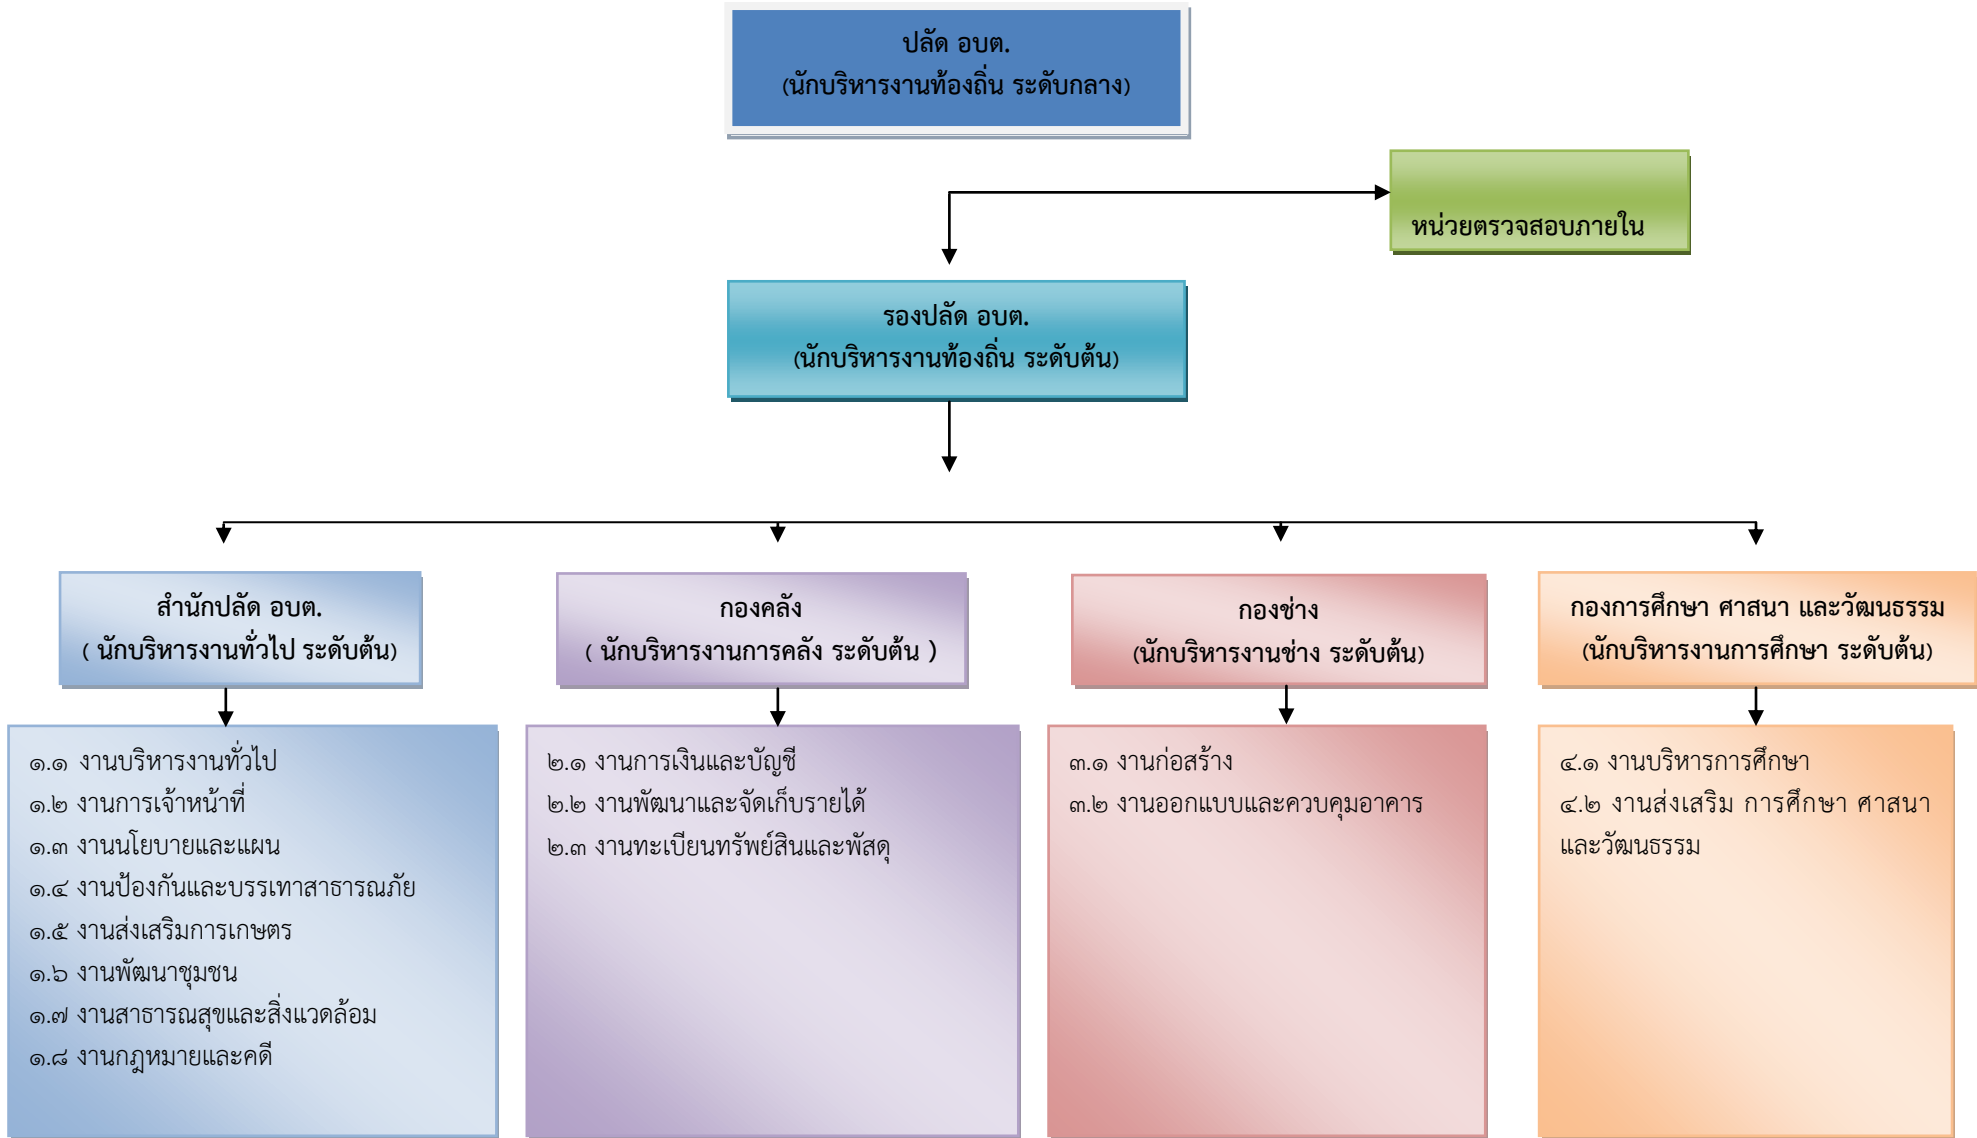 ปลัด อบต.
(นักบริหารงานท้องถิ่น ระดับกลาง)
หน่วยตรวจสอบภายใน
รองปลัด อบต.
(นักบริหารงานท้องถิ่น ระดับต้น)
สำนักปลัด อบต.
( นักบริหารงานทั่วไป ระดับต้น)
กองคลัง
( นักบริหารงานการคลัง ระดับต้น )
กองช่าง
(นักบริหารงานช่าง ระดับต้น)
กองการศึกษา ศาสนา และวัฒนธรรม
(นักบริหารงานการศึกษา ระดับต้น)
๑.๑ งานบริหารงานทั่วไป
๑.๒ งานการเจ้าหน้าที่
๑.๓ งานนโยบายและแผน
๑.๔ งานป้องกันและบรรเทาสาธารณภัย
๑.๕ งานส่งเสริมการเกษตร
๑.๖ งานพัฒนาชุมชน
๑.๗ งานสาธารณสุขและสิ่งแวดล้อม
๑.๘ งานกฎหมายและคดี
๒.๑ งานการเงินและบัญชี
๒.๒ งานพัฒนาและจัดเก็บรายได้
๒.๓ งานทะเบียนทรัพย์สินและพัสดุ
๓.๑ งานก่อสร้าง
๓.๒ งานออกแบบและควบคุมอาคาร
๔.๑ งานบริหารการศึกษา
๔.๒ งานส่งเสริม การศึกษา ศาสนา
และวัฒนธรรม